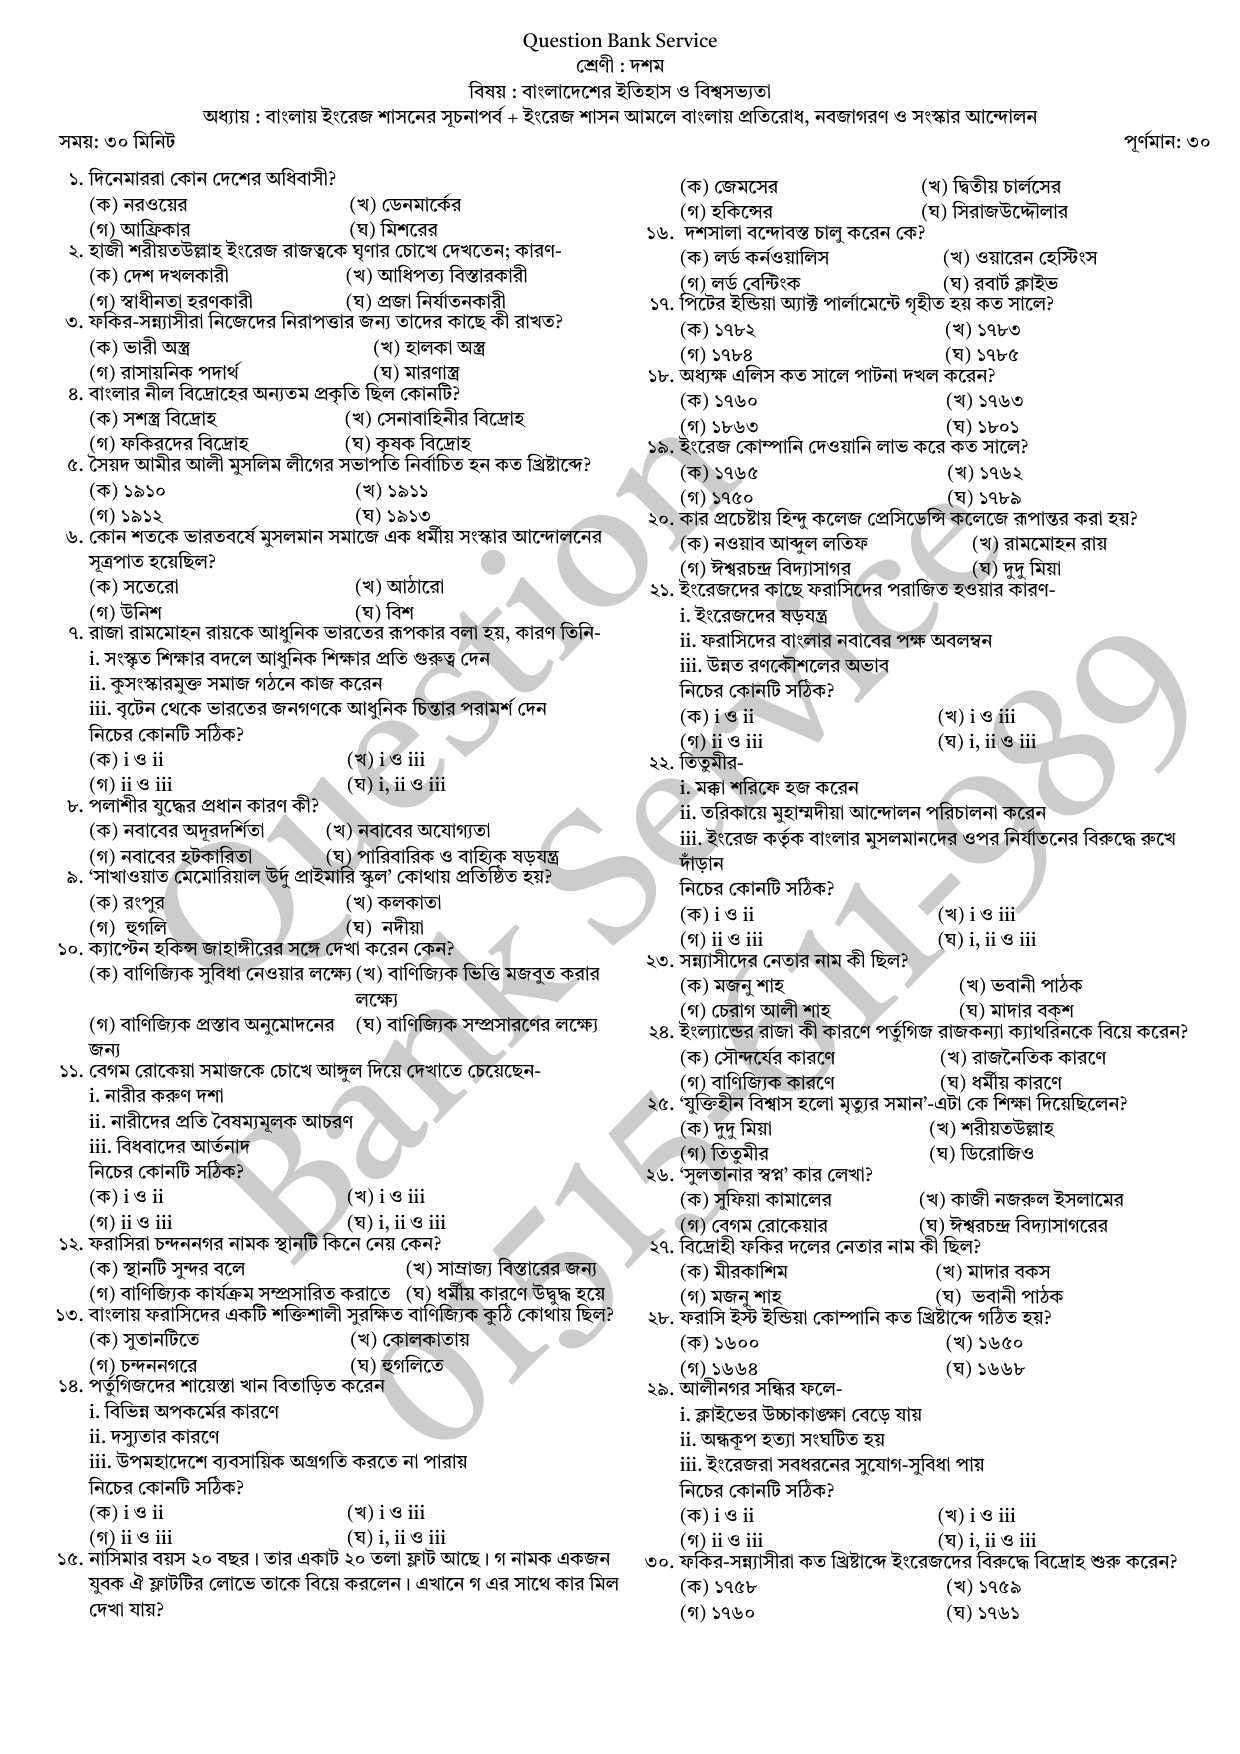 Question Bank Service
শ্রেণী : দশম
বিষয় : বাংলাদেশের ইতিহাস ও বিশ্বসভ্যতা
অধ্যায় : বাংলায় ইংরেজ শাসনের সূচনাপর্ব + ইংরেজ শাসন আমলে বাংলায় প্রতিরোধ, নবজাগরণ ও সংস্কার আন্দোলন
সময়: ৩০ মিনিট পূর্ণমান: ৩০
১. দিনেমাররা কোন দেশের অধিবাসী?
(ক) নরওয়ের (খ) ডেনমার্কের
(গ) আফ্রিকার (ঘ) মিশরের
২. হাজী শরীয়তউল্লাহ ইংরেজ রাজত্বকে ঘৃণার চোখে দেখতেন; কারণ-
(ক) দেশ দখলকারী (খ) আধিপত্য বিস্তারকারী
(গ) স্বাধীনতা হরণকারী (ঘ) প্রজা নির্যাতনকারী
৩. ফকির-সন্ন্যাসীরা নিজেদের নিরাপত্তার জন্য তাদের কাছে কী রাখত?
(ক) ভারী অস্ত্র (খ) হালকা অস্ত্র
(গ) রাসায়নিক পদার্থ (ঘ) মারণাস্ত্র
৪. বাংলার নীল বিদ্রোহের অন্যতম প্রকৃতি ছিল কোনটি?
(ক) সশস্ত্র বিদ্রোহ (খ) সেনাবাহিনীর বিদ্রোহ
(গ) ফকিরদের বিদ্রোহ (ঘ) কৃষক বিদ্রোহ
৫. সৈয়দ আমীর আলী মুসলিম লীগের সভাপতি নির্বাচিত হন কত খ্রিষ্টাব্দে?
(ক) ১৯১০ (খ) ১৯১১
(গ) ১৯১২ (ঘ) ১৯১৩
৬. কোন শতকে ভারতবর্ষে মুসলমান সমাজে এক ধর্মীয় সংস্কার আন্দোলনের
সূত্রপাত হয়েছিল?
(ক) সতেরো (খ) আঠারো
(গ) উনিশ (ঘ) বিশ
৭. রাজা রামমোহন রায়কে আধুনিক ভারতের রূপকার বলা হয়, কারণ তিনি-
i. সংস্কৃত শিক্ষার বদলে আধুনিক শিক্ষার প্রতি গুরুত্ব দেন
ii. কুসংস্কারমুক্ত সমাজ গঠনে কাজ করেন
iii. বৃটেন থেকে ভারতের জনগণকে আধুনিক চিন্তার পরামর্শ দেন
নিচের কোনটি সঠিক?
(ক) i ও ii (খ) i ও iii
(গ) ii ও iii (ঘ) i, ii ও iii
৮. পলাশীর যুদ্ধের প্রধান কারণ কী?
(ক) নবাবের অদূরদর্শিতা (খ) নবাবের অযোগ্যতা
(গ) নবাবের হটকারিতা (ঘ) পারিবারিক ও বাহ্যিক ষড়যন্ত্র
৯. ‘সাখাওয়াত মেমোরিয়াল উর্দু প্রাইমারি স্কুল’ কোথায় প্রতিষ্ঠিত হয়?
(ক) রংপুর (খ) কলকাতা
(গ) হুগলি (ঘ) নদীয়া
১০. ক্যাপ্টেন হকিন্স জাহাঙ্গীরের সঙ্গে দেখা করেন কেন?
(ক) বাণিজ্যিক সুবিধা নেওয়ার লক্ষ্যে (খ) বাণিজ্যিক ভিত্তি মজবুত করার
লক্ষ্যে
(গ) বাণিজ্যিক প্রস্তাব অনুমোদনের (ঘ) বাণিজ্যিক সম্প্রসারণের লক্ষ্যে
জন্য
১১. বেগম রোকেয়া সমাজকে চোখে আঙ্গুল দিয়ে দেখাতে চেয়েছেন-
i. নারীর করুণ দশা
ii. নারীদের প্রতি বৈষম্যমূলক আচরণ
iii. বিধবাদের আর্তনাদ
নিচের কোনটি সঠিক?
(ক) i ও ii (খ) i ও iii
(গ) ii ও iii (ঘ) i, ii ও iii
১২. ফরাসিরা চন্দননগর নামক স্থানটি কিনে নেয় কেন?
(ক) স্থানটি সুন্দর বলে (খ) সাম্রাজ্য বিস্তারের জন্য
(গ) বাণিজ্যিক কার্যক্রম সম্প্রসারিত করাতে (ঘ) ধর্মীয় কারণে উদ্বুদ্ধ হয়ে
১৩. বাংলায় ফরাসিদের একটি শক্তিশালী সুরক্ষিত বাণিজ্যিক কুঠি কোথায় ছিল?
(ক) সুতানটিতে (খ) কোলকাতায়
(গ) চন্দননগরে (ঘ) হুগলিতে
১৪. পর্তুগিজদের শায়েস্তা খান বিতাড়িত করেন
i. বিভিন্ন অপকর্মের কারণে
ii. দস্যুতার কারণে
iii. উপমহাদেশে ব্যবসায়িক অগ্রগতি করতে না পারায়
নিচের কোনটি সঠিক?
(ক) i ও ii (খ) i ও iii
(গ) ii ও iii (ঘ) i, ii ও iii
১৫. নাসিমার বয়স ২০ বছর। তার একাট ২০ তলা ফ্লাট আছে। গ নামক একজন
যুবক ঐ ফ্লাটটির লোভে তাকে বিয়ে করলেন। এখানে গ এর সাথে কার মিল
দেখা যায়?
(ক) জেমসের (খ) দ্বিতীয় চার্লসের
(গ) হকিন্সের (ঘ) সিরাজউদ্দৌলার
১৬. দশসালা বন্দোবস্ত চালু করেন কে?
(ক) লর্ড কর্নওয়ালিস (খ) ওয়ারেন হেস্টিংস
(গ) লর্ড বেন্টিংক (ঘ) রবার্ট ক্লাইভ
১৭. পিটের ইন্ডিয়া অ্যাক্ট পার্লামেন্টে গৃহীত হয় কত সালে?
(ক) ১৭৮২ (খ) ১৭৮৩
(গ) ১৭৮৪ (ঘ) ১৭৮৫
১৮. অধ্যক্ষ এলিস কত সালে পাটনা দখল করেন?
(ক) ১৭৬০ (খ) ১৭৬৩
(গ) ১৮৬৩ (ঘ) ১৮০১
১৯. ইংরেজ কোম্পানি দেওয়ানি লাভ করে কত সালে?
(ক) ১৭৬৫ (খ) ১৭৬২
(গ) ১৭৫০ (ঘ) ১৭৮৯
২০. কার প্রচেষ্টায় হিন্দু কলেজ প্রেসিডেন্সি কলেজে রূপান্তর করা হয়?
(ক) নওয়াব আব্দুল লতিফ (খ) রামমোহন রায়
(গ) ঈশ্বরচন্দ্র বিদ্যাসাগর (ঘ) দুদু মিয়া
২১. ইংরেজদের কাছে ফরাসিদের পরাজিত হওয়ার কারণ-
i. ইংরেজদের ষড়যন্ত্র
ii. ফরাসিদের বাংলার নবাবের পক্ষ অবলম্বন
iii. উন্নত রণকৌশলের অভাব
নিচের কোনটি সঠিক?
(ক) i ও ii (খ) i ও iii
(গ) ii ও iii (ঘ) i, ii ও iii
২২. তিতুমীর-
i. মক্কা শরিফে হজ করেন
ii. তরিকায়ে মুহাম্মদীয়া আন্দোলন পরিচালনা করেন
iii. ইংরেজ কর্তৃক বাংলার মুসলমানদের ওপর নির্যাতনের বিরুদ্ধে রুখে
দাঁড়ান
নিচের কোনটি সঠিক?
(ক) i ও ii (খ) i ও iii
(গ) ii ও iii (ঘ) i, ii ও iii
২৩. সন্ন্যাসীদের নেতার নাম কী ছিল?
(ক) মজনু শাহ (খ) ভবানী পাঠক
(গ) চেরাগ আলী শাহ (ঘ) মাদার বক্শ
২৪. ইংল্যান্ডের রাজা কী কারণে পর্তুগিজ রাজকন্যা ক্যাথরিনকে বিয়ে করেন?
(ক) সৌন্দর্যের কারণে (খ) রাজনৈতিক কারণে
(গ) বাণিজ্যিক কারণে (ঘ) ধর্মীয় কারণে
২৫. ‘যুক্তিহীন বিশ্বাস হলো মৃত্যুর সমান’-এটা কে শিক্ষা দিয়েছিলেন?
(ক) দুদু মিয়া (খ) শরীয়তউল্লাহ
(গ) তিতুমীর (ঘ) ডিরোজিও
২৬. ‘সুলতানার স্বপ্ন’ কার লেখা?
(ক) সুফিয়া কামালের (খ) কাজী নজরুল ইসলামের
(গ) বেগম রোকেয়ার (ঘ) ঈশ্বরচন্দ্র বিদ্যাসাগরের
২৭. বিদ্রোহী ফকির দলের নেতার নাম কী ছিল?
(ক) মীরকাশিম (খ) মাদার বকস
(গ) মজনু শাহ (ঘ) ভবানী পাঠক
২৮. ফরাসি ইস্ট ইন্ডিয়া কোম্পানি কত খ্রিষ্টাব্দে গঠিত হয়?
(ক) ১৬০০ (খ) ১৬৫০
(গ) ১৬৬৪ (ঘ) ১৬৬৮
২৯. আলীনগর সন্ধির ফলে-
i. ক্লাইভের উচ্চাকাঙ্ক্ষা বেড়ে যায়
ii. অন্ধকূপ হত্যা সংঘটিত হয়
iii. ইংরেজরা সবধরনের সুযোগ-সুবিধা পায়
নিচের কোনটি সঠিক?
(ক) i ও ii (খ) i ও iii
(গ) ii ও iii (ঘ) i, ii ও iii
৩০. ফকির-সন্ন্যাসীরা কত খ্রিষ্টাব্দে ইংরেজদের বিরুদ্ধে বিদ্রোহ শুরু করেন?
(ক) ১৭৫৮ (খ) ১৭৫৯
(গ) ১৭৬০ (ঘ) ১৭৬১
Question
Bank Service
01515-611-989